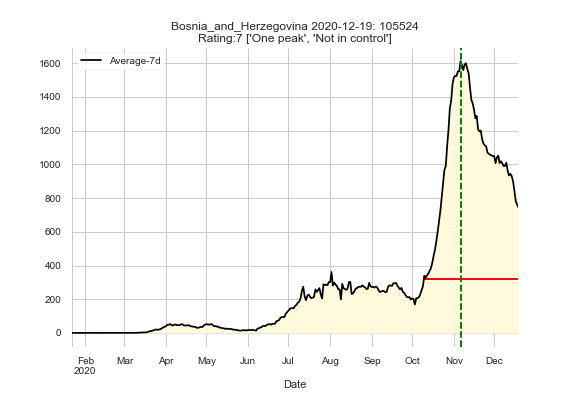 Bosnia_and_Herzegovina 2020-12-19: 105524
Rating:7 ['One peak', 'Not in control']
Average-7d
1600
1400
1200
1000
800
600
400
200
0
Feb Mar Apr May Jun Jul Aug Sep Oct Nov Dec
2020
Date